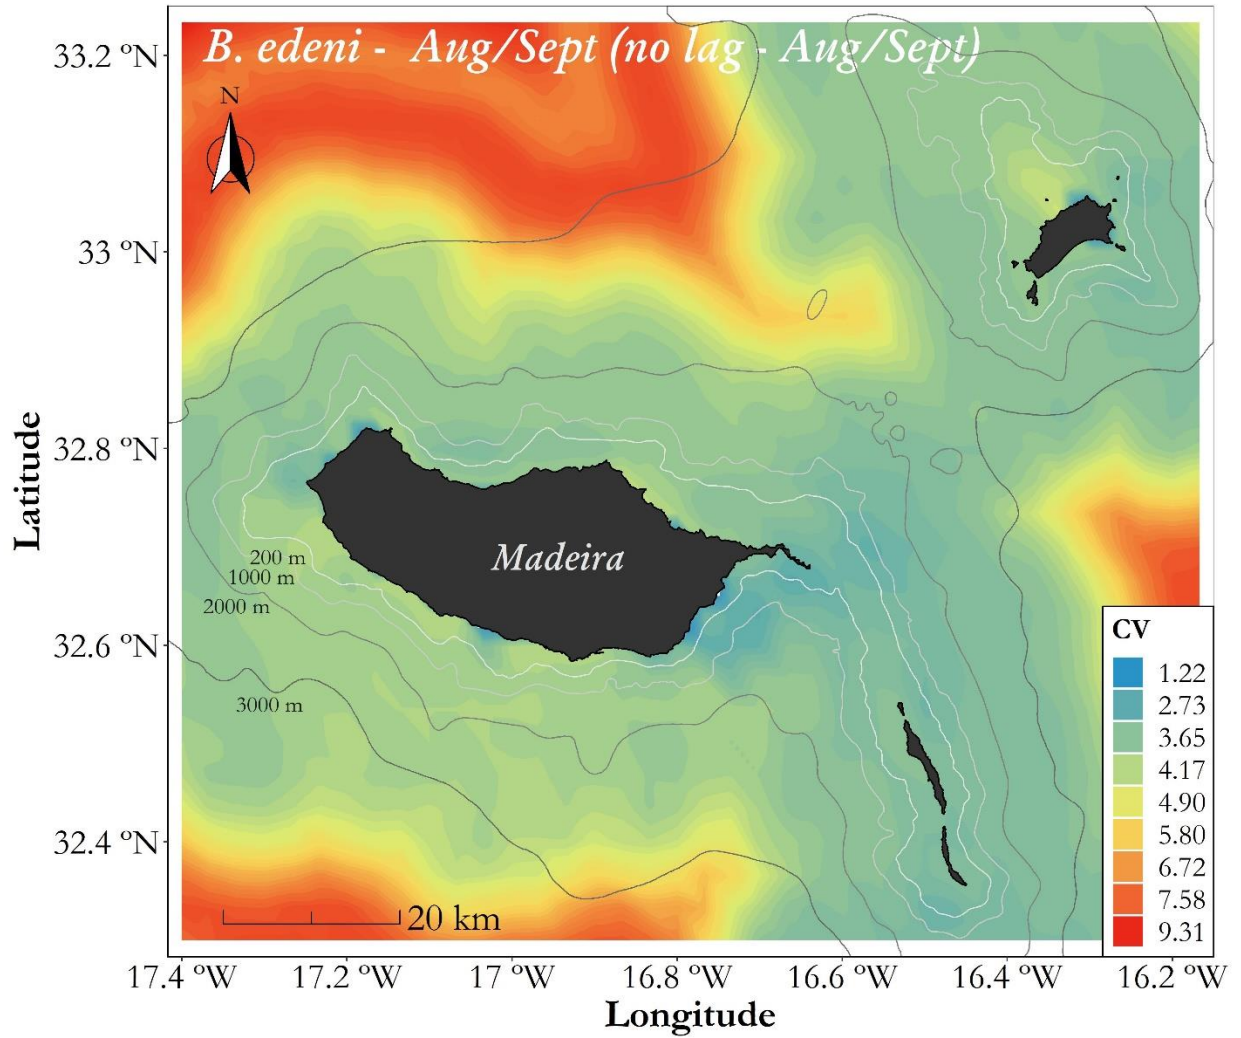 B. edeni - Aug/Sept (no lag - Aug/Sept)
N
33.2 ºN
33 ºN
32.8 ºN
32.6 ºN
32.4 ºN
Latitude
Madeira
200 m
1000 m
2000 m
3000 m
20 km
CV
1.22
2.73
3.65
4.17
4.90
5.80
6.72
7.58
9.31
17.4 ºW
17.2 ºW
17 ºW
16.8 ºW
16.6 ºW
16.4 ºW
16.2 ºW
Longitude